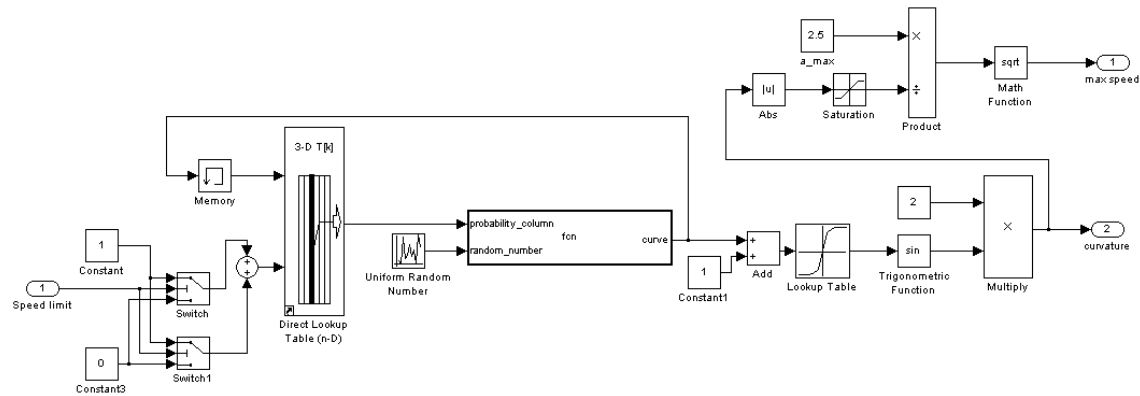 2.5
a_max
×
÷
Product
|u|
Abs
Saturation
sqrt
Math
Function
1
max speed
3-D T[k]
Memory
Direct Lookup
Table (n-D)
1
Constant
1
Speed limit
0
Constant3
Switch
Switch1
+
+
Uniform Random
Number
probability_column
random_number
fcn
curve
1
Constant1
+
+
Add
Lookup Table
sin
Trigonometric
Function
2
×
Multiply
2
curvature